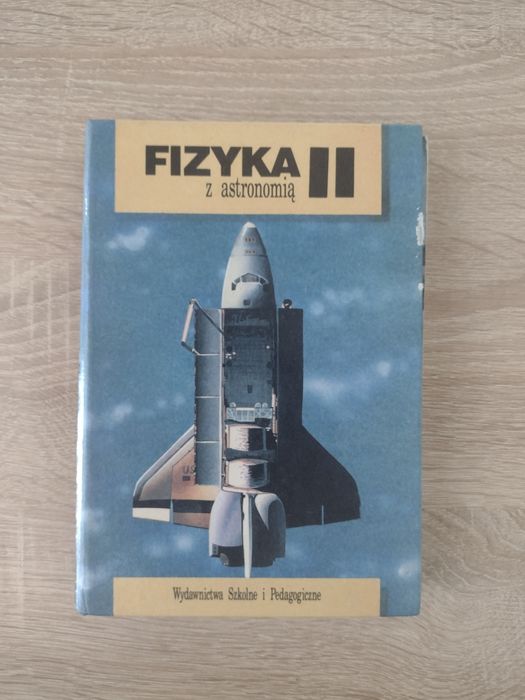 FIZYKA II
z astronomią
Wydawnictwa Szkolne i Pedagogiczne